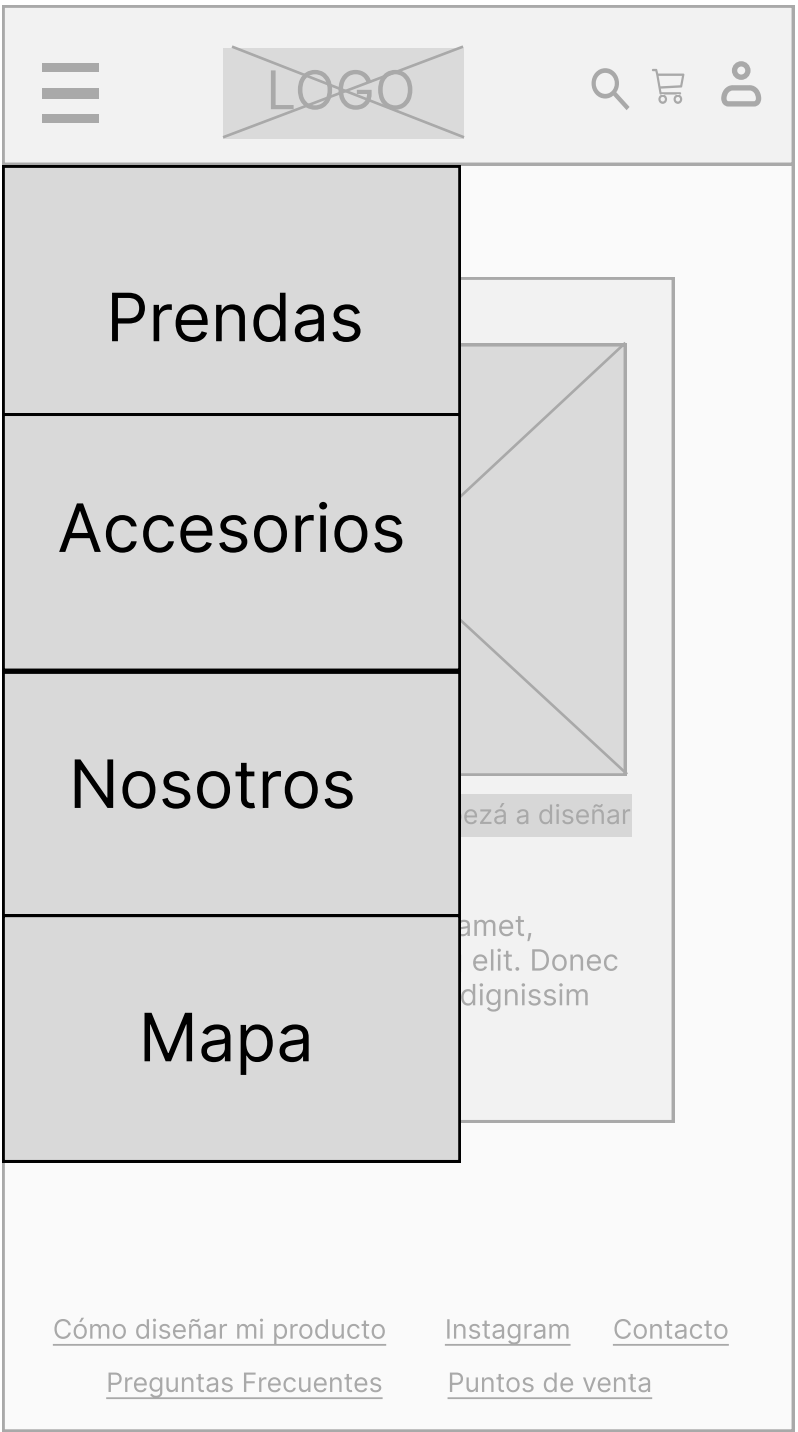 LOGO
Prendas
Accesorios
Nosotros
ezá a diseñar
amet,
elit. Donec
dignissim
Mapa
Cómo diseñar mi producto Instagram Contacto
Preguntas Frecuentes Puntos de venta